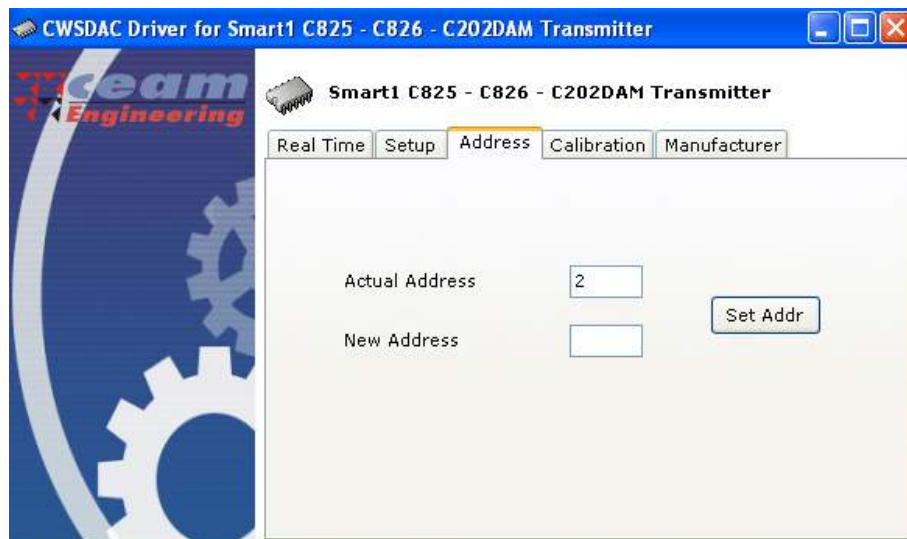 CWSDAC Driver for Smart1 C825 - C826 - C202DAM Transmitter
ceam
Engineering
Smart1 C825 - C826 - C202DAM Transmitter
Real Time Setup Address Calibration Manufacturer
Actual Address 2
Set Addr
New Address